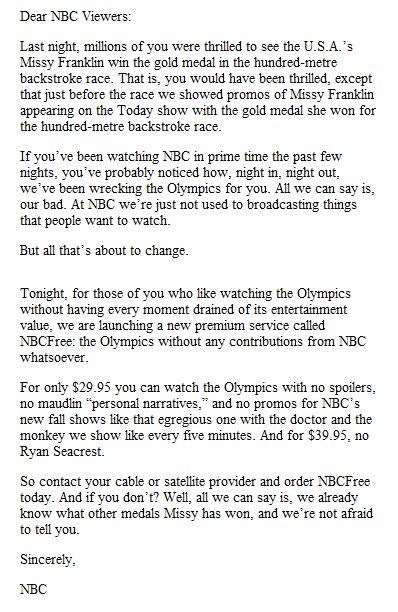 Dear NBC Viewers:
Last night, millions of you were thrilled to see the U.S.A.'s
Missy Franklin win the gold medal in the hundred-metre
backstroke race. That is, you would have been thrilled, except
that just before the race we showed promos of Missy Franklin
appearing on the Today show with the gold medal she won for
the hundred-metre backstroke race.
If you've been watching NBC in prime time the past few
nights, you've probably noticed how, night in, night out,
we've been wrecking the Olympics for you. All we can say is,
our bad. At NBC we're just not used to broadcasting things
that people want to watch.
But all that's about to change.
Tonight, for those of you who like watching the Olympics
without having every moment drained of its entertainment
value, we are launching a new premium service called
NBCFree: the Olympics without any contributions from NBC
whatsoever.
For only $29.95 you can watch the Olympics with no spoilers,
no maudlin “personal narratives,” and no promos for NBC's
new fall shows like that egregious one with the doctor and the
monkey we show like every five minutes. And for $39.95, no
Ryan Seacrest.
So contact your cable or satellite provider and order NBCFree
today. And if you don't? Well, all we can say is, we already
know what other medals Missy has won, and we're not afraid
to tell you.
Sincerely,
NBC